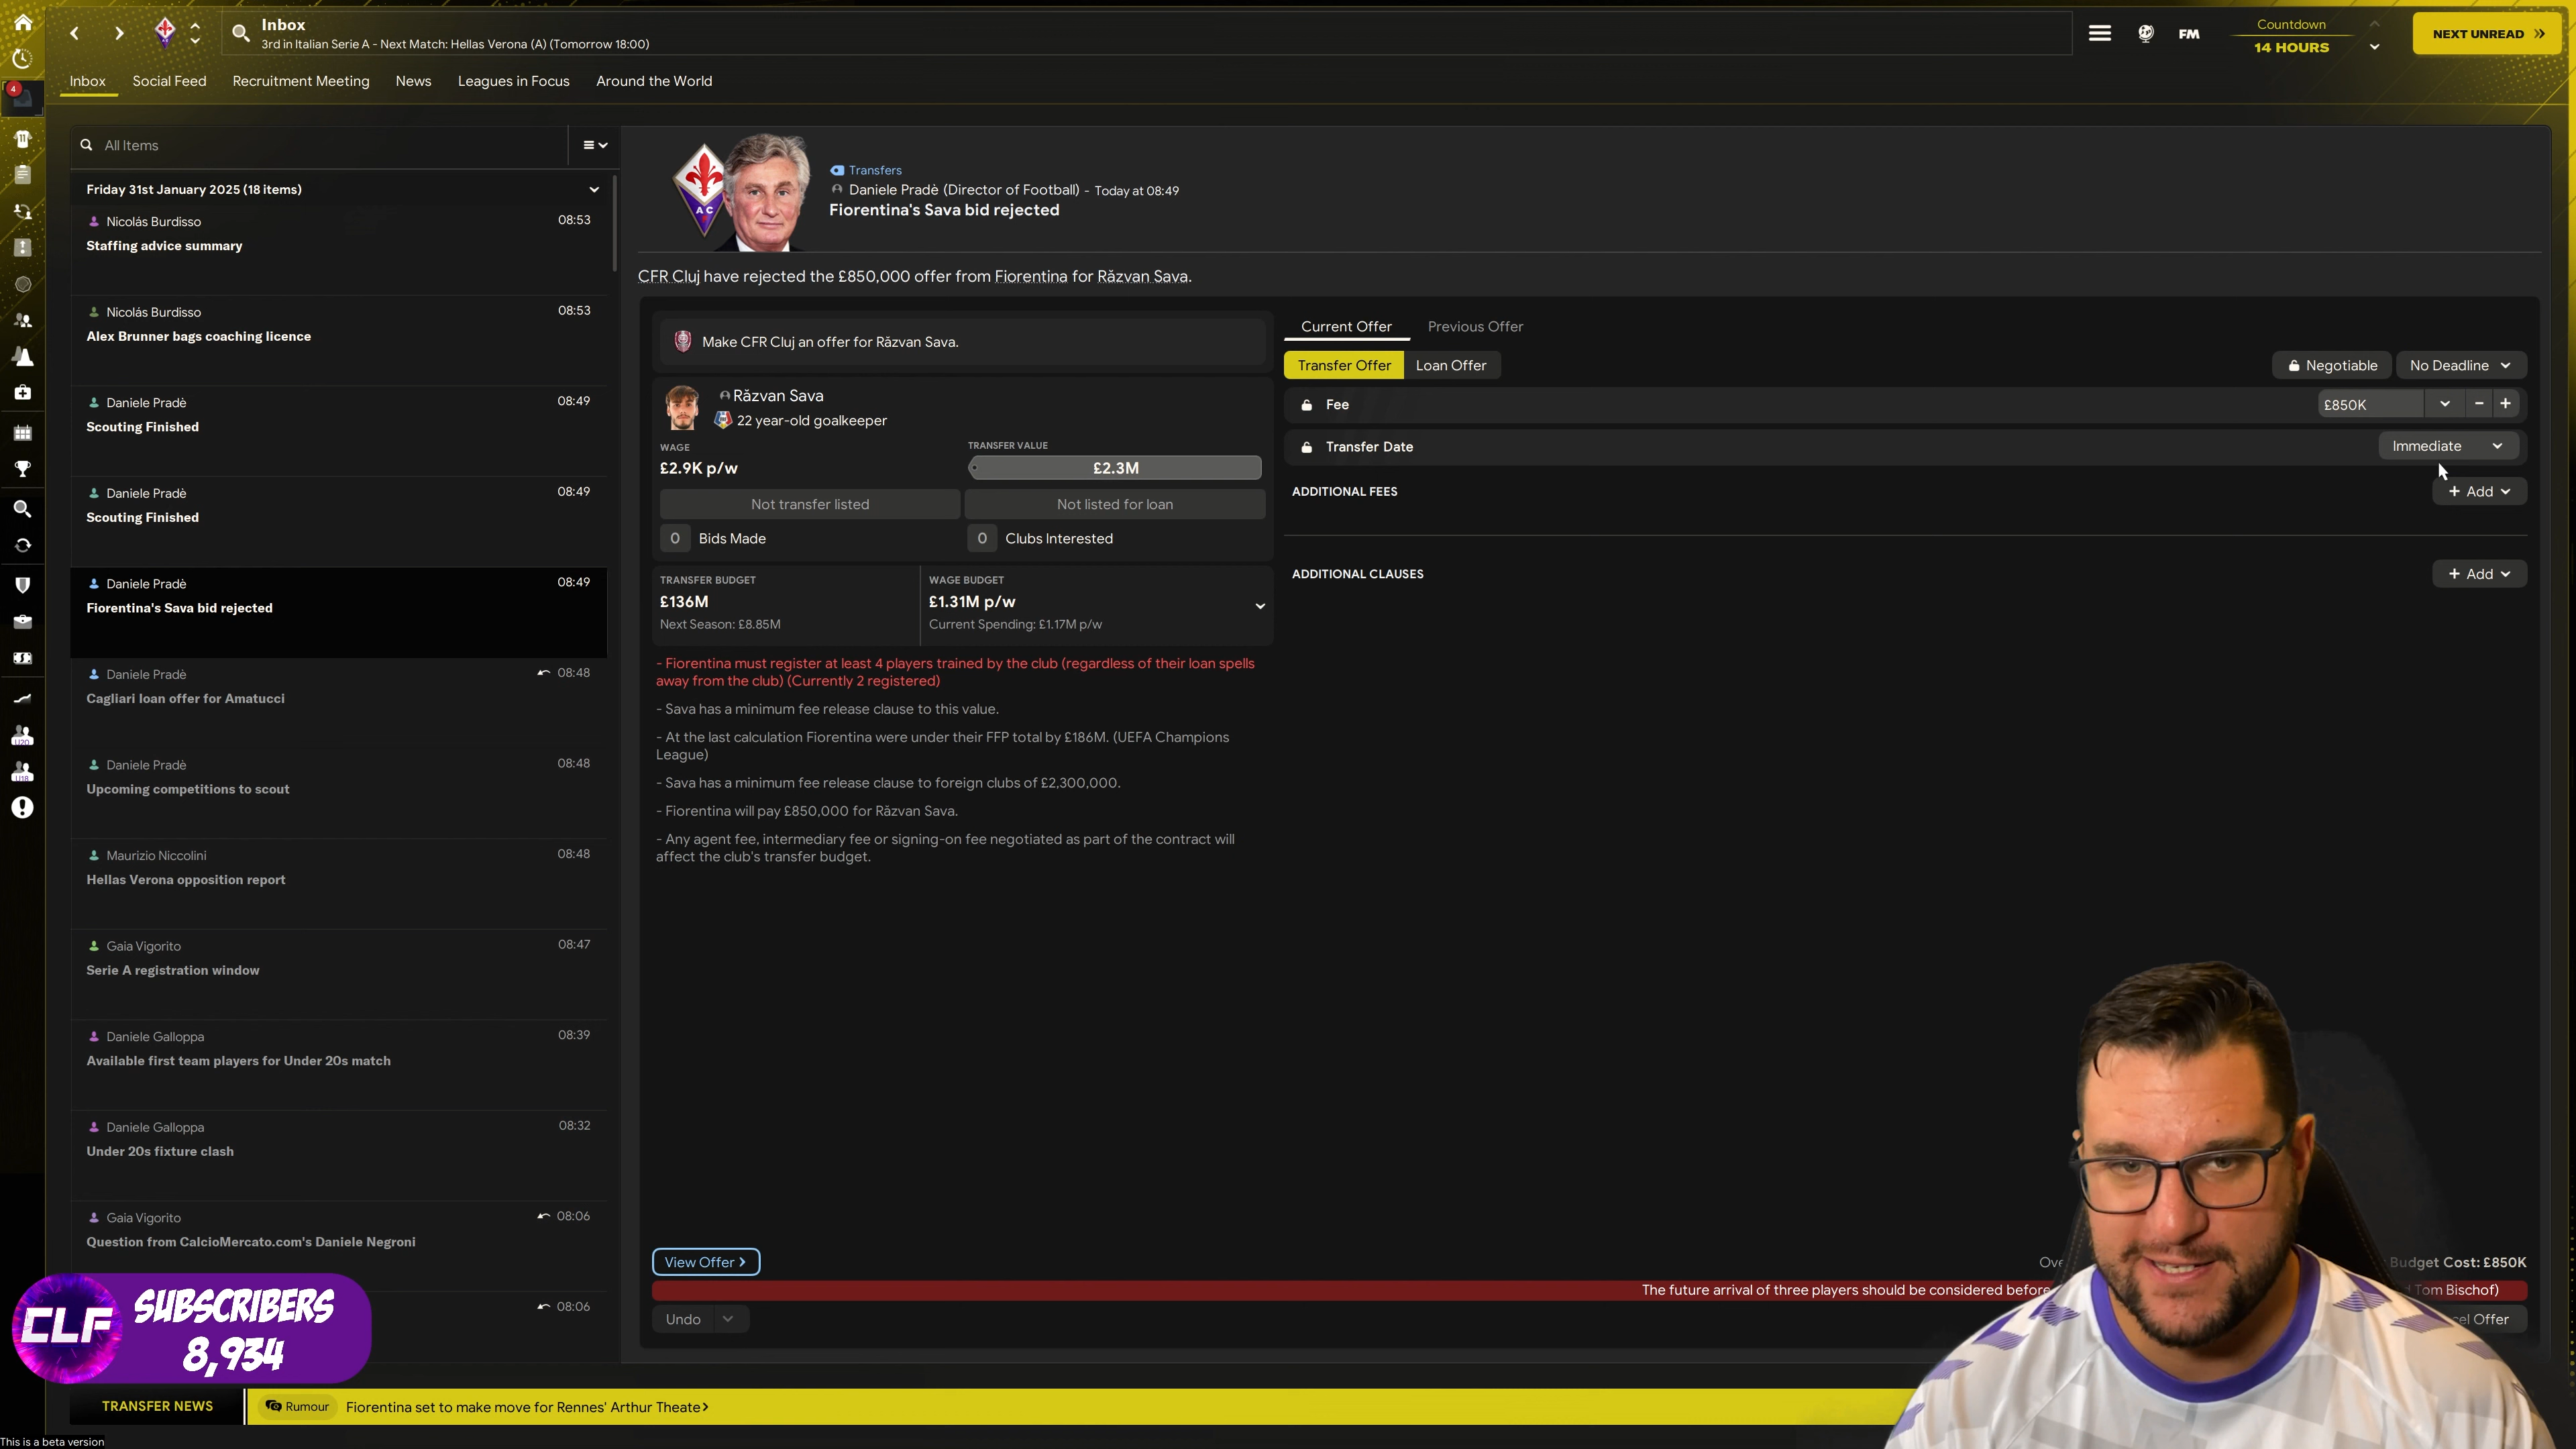 Inbox
3rd in Italian Serie A - Next Match: Hellas Verona (A) (Tomorrow 18:00)
FM
Countdown
14 HOURS
NEXT UNREAD
Inbox
Social Feed
Recruitment Meeting
News
Leagues in Focus
Around the World
4
11
All Items
Friday 31st January 2025 (18 items)
Nicolás Burdisso 08:53
Staffing advice summary
Nicolás Burdisso 08:53
Alex Brunner bags coaching licence
Daniele Pradè 08:49
Scouting Finished
Daniele Pradè 08:49
Scouting Finished
Daniele Pradè 08:49
Fiorentina's Sava bid rejected
Daniele Pradè 08:48
Cagliari loan offer for Amatucci
Daniele Pradè 08:48
Upcoming competitions to scout
Maurizio Niccolini 08:48
Hellas Verona opposition report
Gaia Vigorito 08:47
Serie A registration window
Daniele Galloppa 08:39
Available first team players for Under 20s match
Daniele Galloppa 08:32
Under 20s fixture clash
Gaia Vigorito 08:06
Question from CalcioMercato.com's Daniele Negroni
08:06
U20
U18
AC
Transfers
Daniele Pradè (Director of Football) - Today at 08:49
Fiorentina's Sava bid rejected
CFR Cluj have rejected the £850,000 offer from Fiorentina for Răzvan Sava.
Make CFR Cluj an offer for Răzvan Sava.
Răzvan Sava
22 year-old goalkeeper
WAGE
£2.9K p/w
TRANSFER VALUE
£2.3M
Not transfer listed
Not listed for loan
0 Bids Made
0 Clubs Interested
TRANSFER BUDGET
£136M
Next Season: £8.85M
WAGE BUDGET
£1.31M p/w
Current Spending: £1.17M p/w
- Fiorentina must register at least 4 players trained by the club (regardless of their loan spells
away from the club) (Currently 2 registered)
- Sava has a minimum fee release clause to this value.
- At the last calculation Fiorentina were under their FFP total by £186M. (UEFA Champions
League)
- Sava has a minimum fee release clause to foreign clubs of £2,300,000.
- Fiorentina will pay £850,000 for Răzvan Sava.
- Any agent fee, intermediary fee or signing-on fee negotiated as part of the contract will
affect the club's transfer budget.
Current Offer
Previous Offer
Transfer Offer
Loan Offer
Negotiable
No Deadline
Fee
£850K
Transfer Date
Immediate
ADDITIONAL FEES
+ Add
ADDITIONAL CLAUSES
+ Add
View Offer
Budget Cost: £850K
The future arrival of three players should be considered before
Tom Bischof)
Undo
Offer
CLF
SUBSCRIBERS
8,934
TRANSFER NEWS
Rumour
Fiorentina set to make move for Rennes' Arthur Theate
This is a beta version